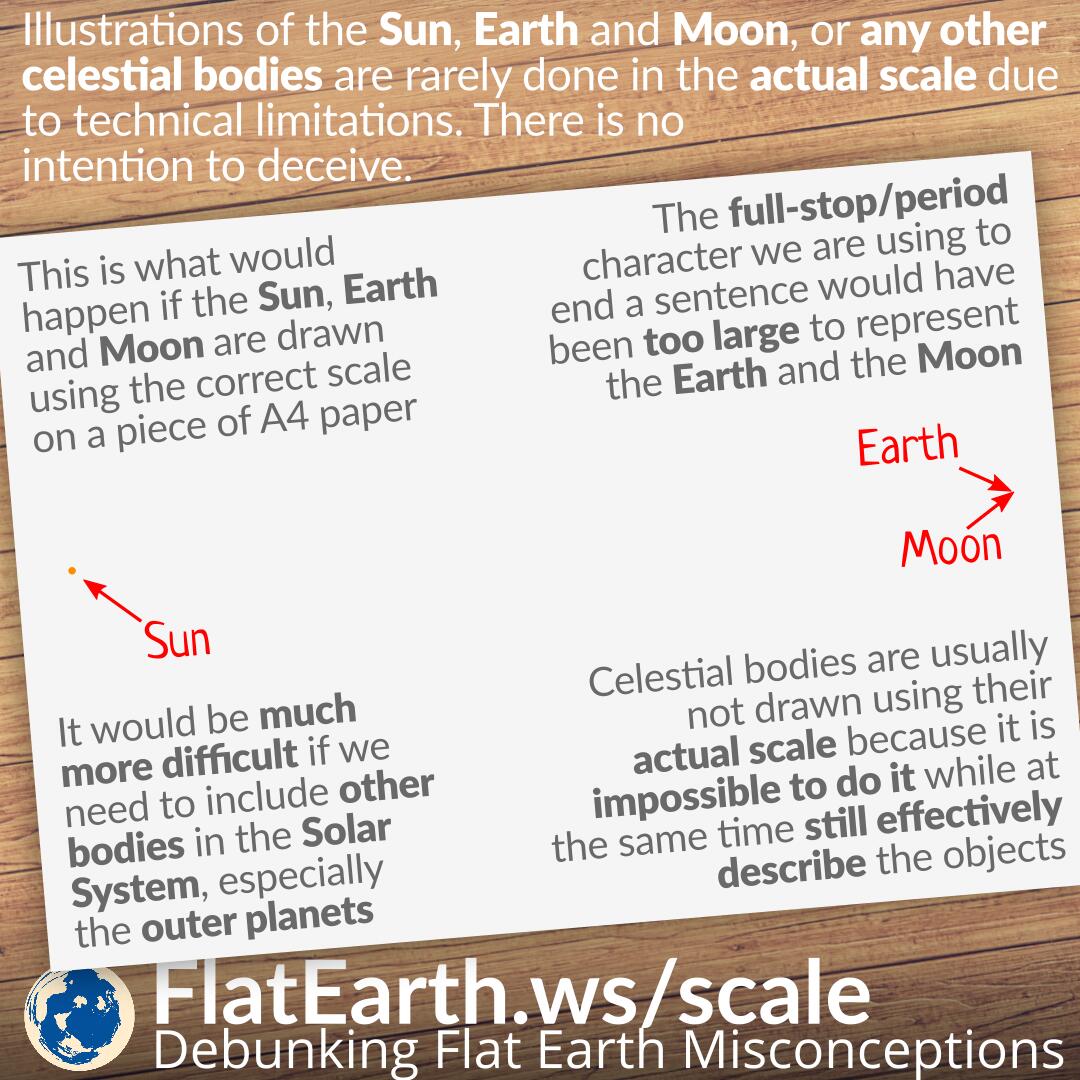 Illustrations of the Sun, Earth and Moon, or any other
celestial bodies are rarely done in the actual scale due
to technical limitations. There is no
intention to deceive.
This is what would
happen if the Sun, Earth
and Moon are drawn
using the correct scale
on a piece of A4 paper
The full-stop/period
character we are using to
end a sentence would have
been too large to represent
the Earth and the Moon
Earth
Moon
Sun
It would be much
more difficult if we
need to include other
bodies in the Solar
System, especially
the outer planets
Celestial bodies are usually
not drawn using their
actual scale because it is
impossible to do it while at
the same time still effectively
describe the objects
FlatEarth.ws/scale
Debunking Flat Earth Misconceptions